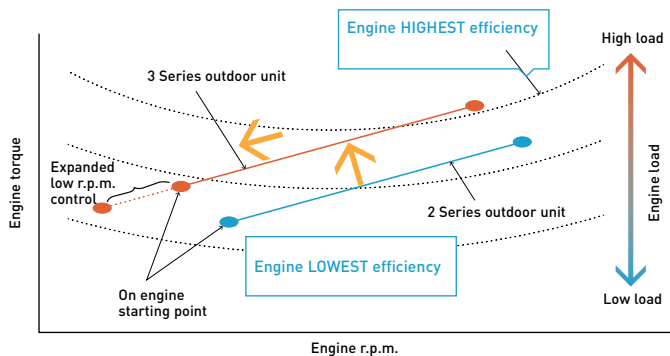 Engine HIGHEST efficiency
High load
3 Series outdoor unit
Engine torque
Expanded
low r.p.m.
control
Engine load
2 Series outdoor unit
Engine LOWEST efficiency
On engine
starting point
Low load
Engine r.p.m.